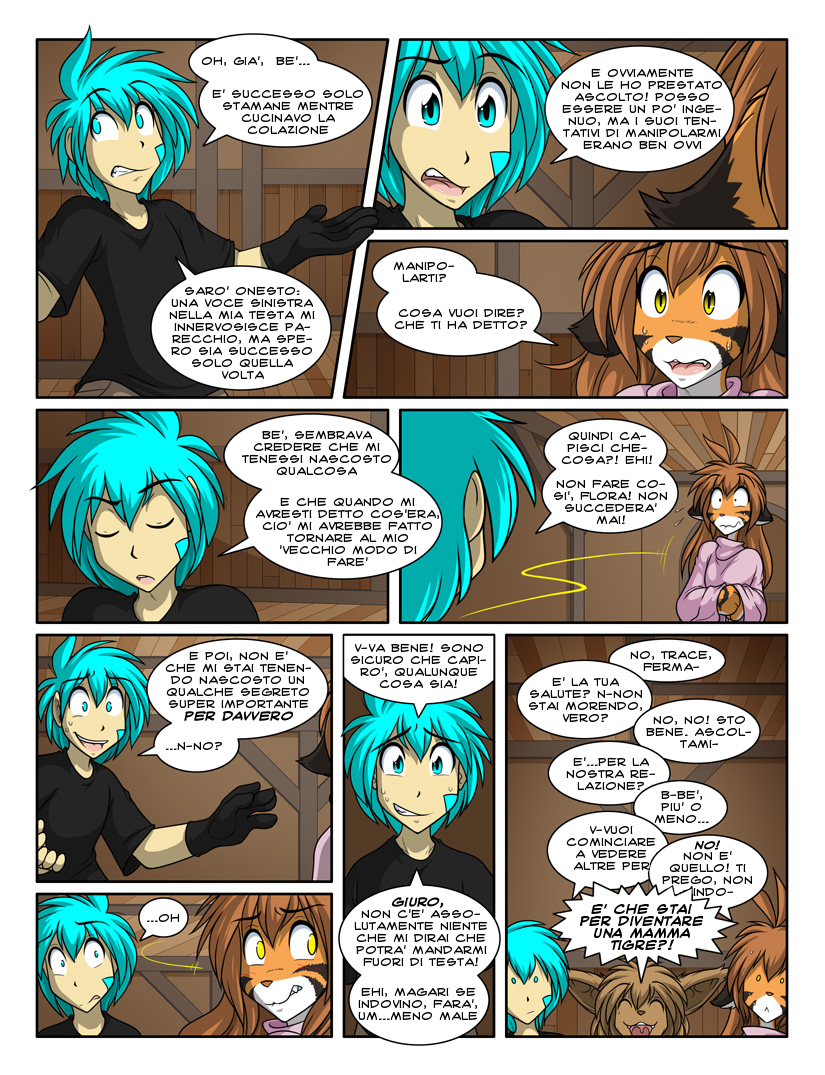 OH, GIA', BE'...
E' SUCCESSO SOLO
STAMANE MENTRE
CUCINAVO LA
COLAZIONE
SARO' ONESTO:
UNA VOCE SINISTRA
NELLA MIA TESTA MI
INNERVOSISCE PA-
RECCHIO, MA SPE-
RO SIA SUCCESSO
SOLO QUELLA
VOLTA
E OVVIAMENTE
NON LE HO PRESTATO
ASCOLTO! POSSO
ESSERE UN PO' INGE-
NUO, MA I SUOI TEN-
TATIVI DI MANIPOLARMI
ERANO BEN OVVI
MANIPO-
LARTI?
COSA VUOI DIRE?
CHE TI HA DETTO?
BE', SEMBRAVA
CREDERE CHE MI
TENESSI NASCOSTO
QUALCOSA
E CHE QUANDO MI
AVRESTI DETTO COS'ERA,
CIO' MI AVREBBE FATTO
TORNARE AL MIO
'VECCHIO MODO DI
FARE'
QUINDI CA-
PISCI CHE-
COSA?! EHI!
NON FARE CO-
SI', FLORA! NON
SUCCEDERA'
MAI!
E POI, NON E'
CHE MI STAI TENEN-
DO NASCOSTO UN
QUALCHE SEGRETO
SUPER IMPORTANTE
PER DAVVERO
...N-NO?
...OH
V-VA BENE! SONO
SICURO CHE CAPI-
RO', QUALUNQUE
COSA SIA!
GIURO,
NON C'E' ASSO-
LUTAMENTE NIENTE
CHE MI DIRAI CHE
POTRA' MANDARMI
FUORI DI TESTA!
EHI, MAGARI SE
INDOVINO, FARA',
UM...MENO MALE
NO, TRACE,
FERMA-
E' LA TUA
SALUTE? N-NON
STAI MORENDO,
VERO?
NO, NO! STO
BENE. ASCOL-
TAMI-
E'...PER LA
NOSTRA RE-
LAZIONE?
B-BE',
PIU' O
MENO...
V-VUOI
COMINCIARE
A VEDERE
ALTRE PER
NO!
NON E'
QUELLO! TI
PREGO, NON
INDO-
E' CHE STAI
PER DIVENTARE
UNA MAMMA
TIGRE?!